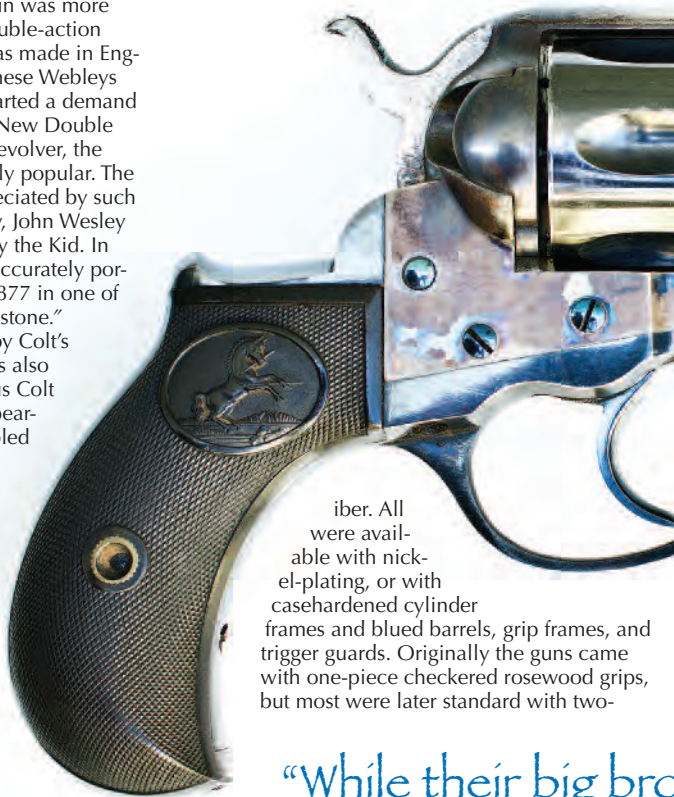 in was more
uble-action
as made in Eng-
nese Webleys
arted a demand
New Double
evolver, the
ly popular. The
eciated by such
, John Wesley
y the Kid. In
accurately por-
877 in one of
stone."
by Colt's
s also
us Colt
pear-
led
iber. All
were avail-
able with nick-
el-plating, or with
casehardened cylinder
frames and blued barrels, grip frames, and
trigger guards. Originally the guns came
with one-piece checkered rosewood grips,
but most were later standard with two-
"While their big bro